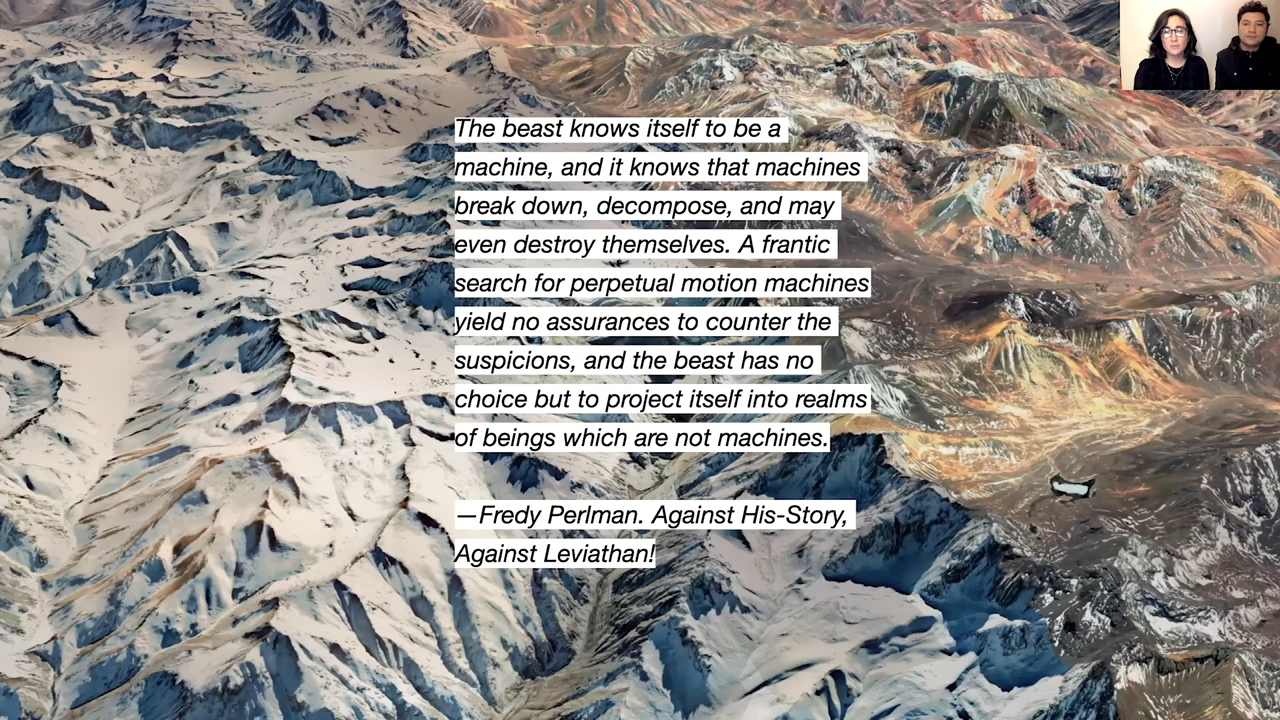 The beast knows itself to be a
machine, and it knows that machines
break down, decompose, and may
even destroy themselves. A frantic
search for perpetual motion machines
yield no assurances to counter the
suspicions, and the beast has no
choice but to project itself into realms
of beings which are not machines.
—Fredy Perlman. Against His-Story,
Against Leviathan!